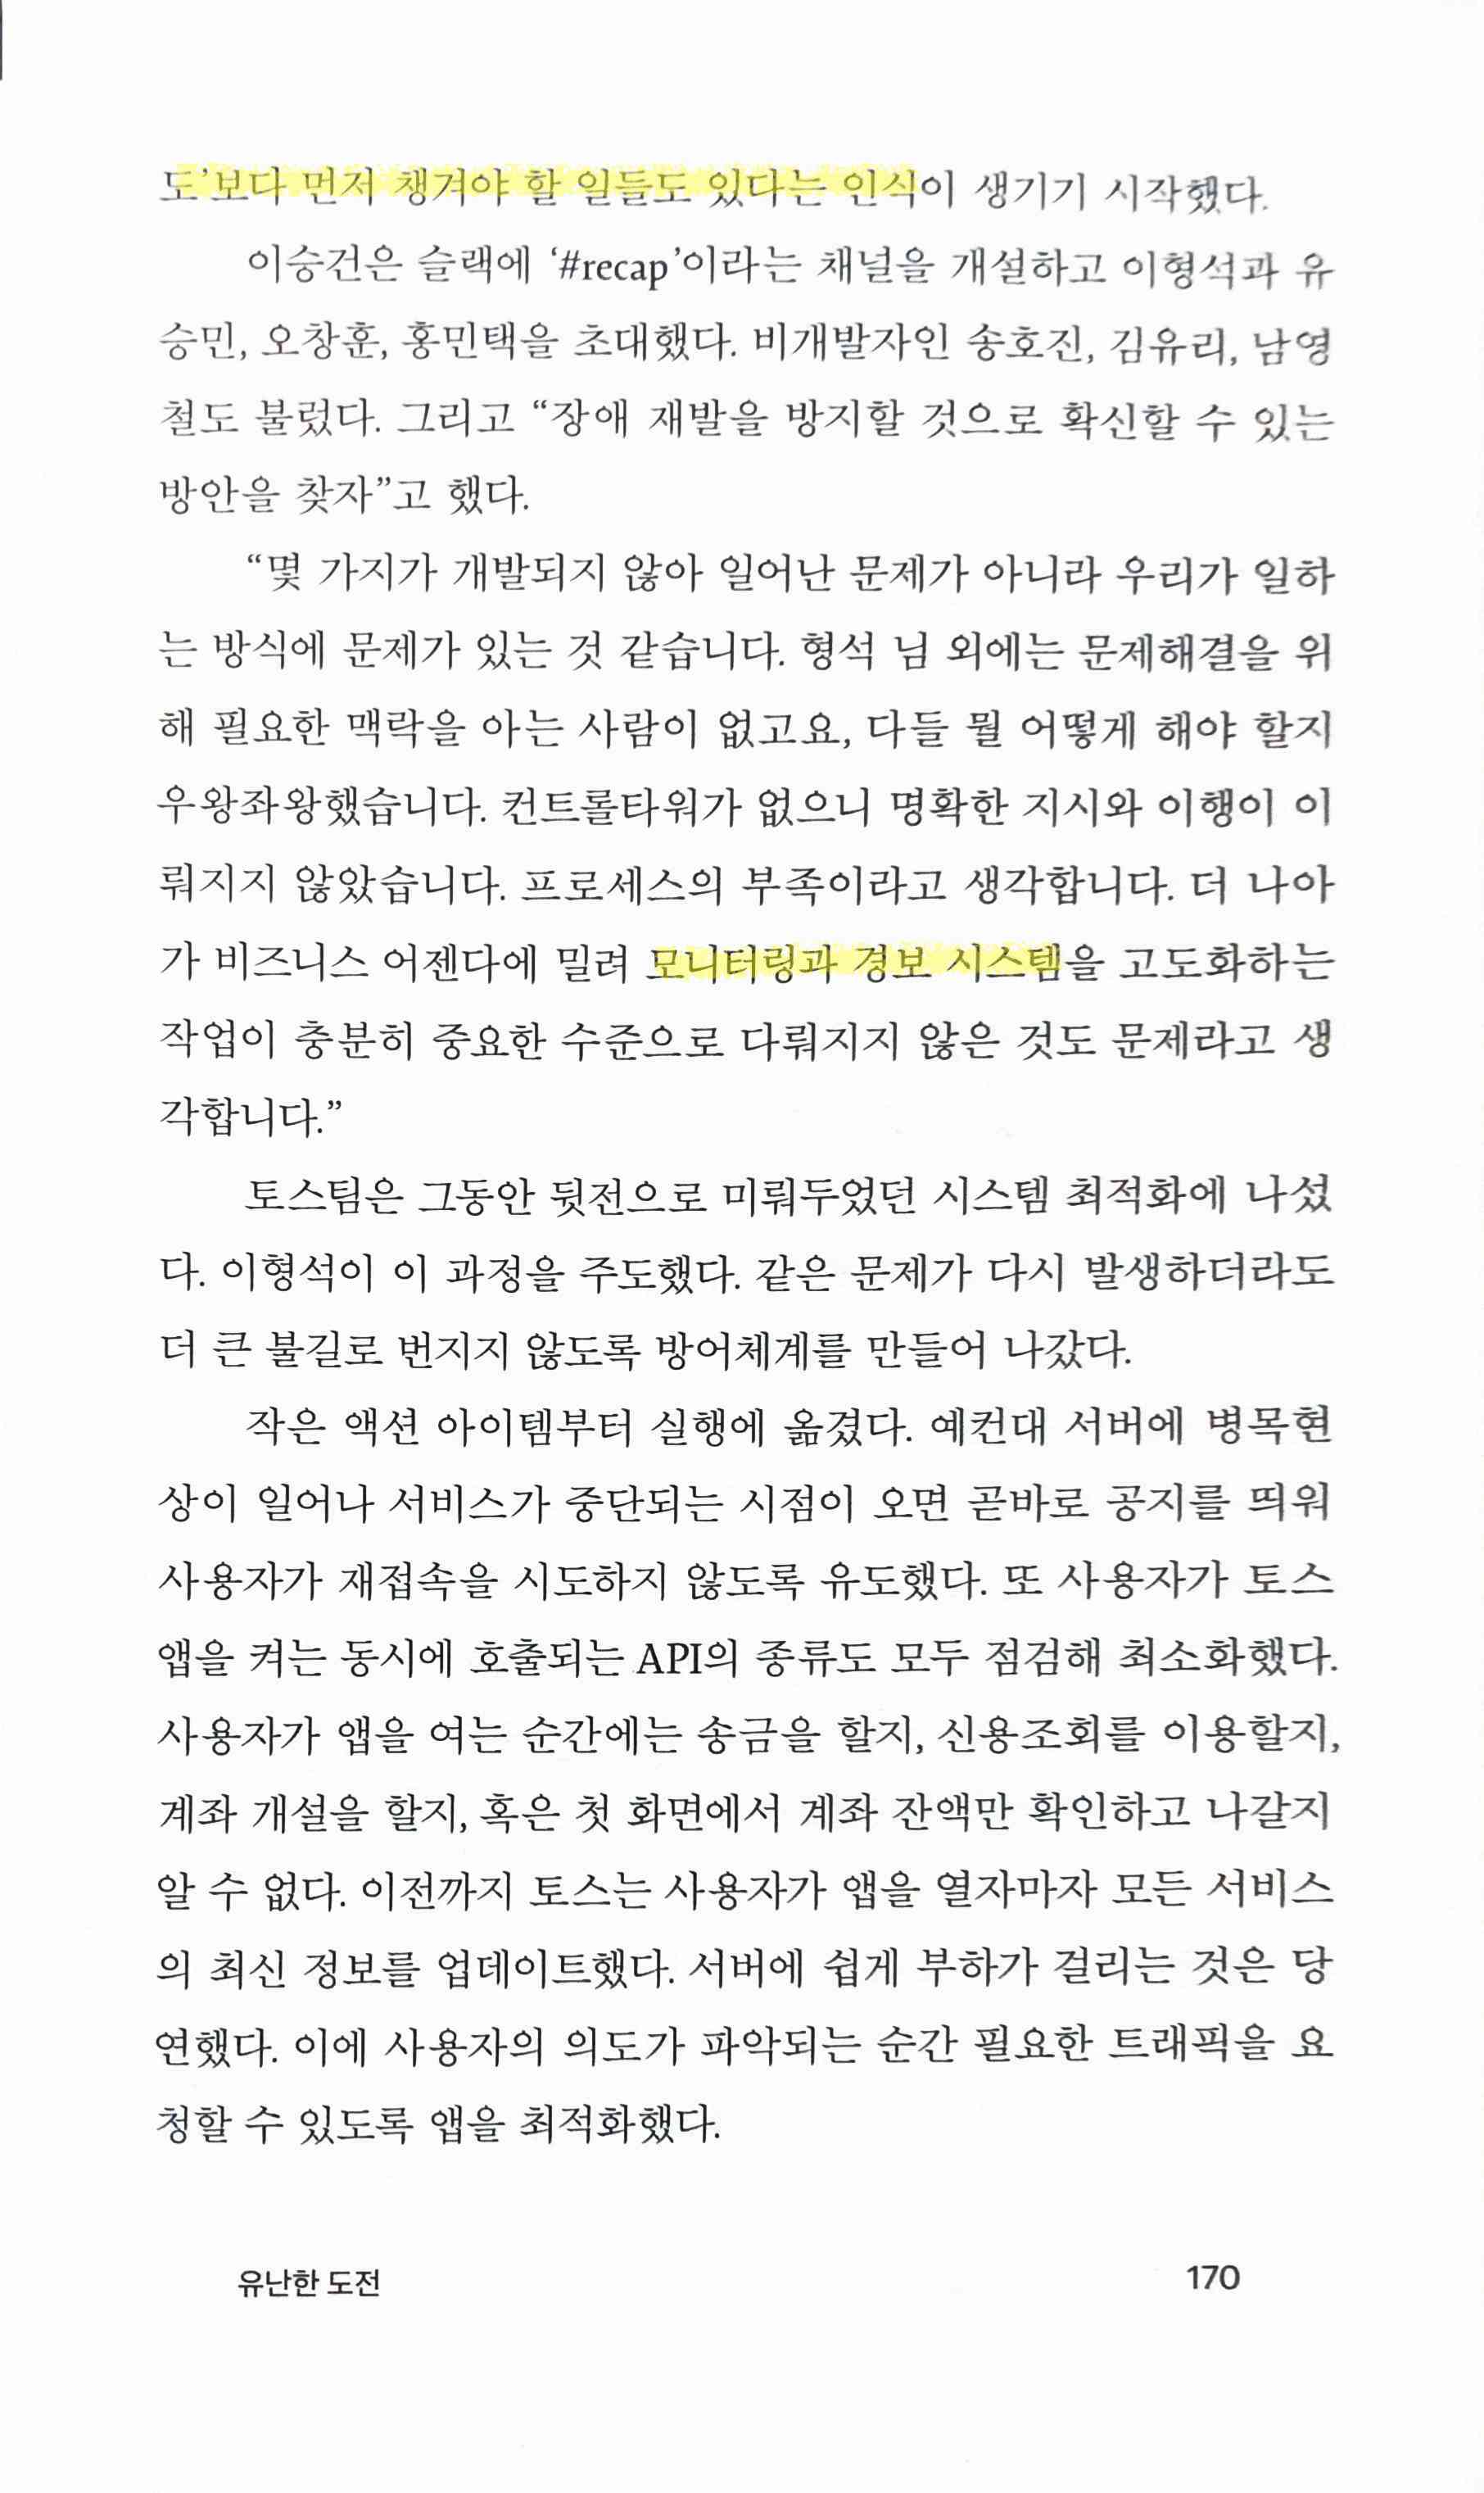 도’보다 먼저 챙겨야 할 일들도 있다는 인식이 생기기 시작했다.
이승건은 슬랙에 ‘#recap’이라는 채널을 개설하고 이형석과 유
승민, 오창훈, 홍민택을 초대했다. 비개발자인 송호진, 김유리, 남영
철도 불렀다. 그리고 “장애 재발을 방지할 것으로 확신할 수 있는
방안을 찾자”고 했다.
“몇 가지가 개발되지 않아 일어난 문제가 아니라 우리가 일하
는 방식에 문제가 있는 것 같습니다. 형석 님 외에는 문제해결을 위
해 필요한 맥락을 아는 사람이 없고요, 다들 뭘 어떻게 해야 할지
우왕좌왕했습니다. 컨트롤타워가 없으니 명확한 지시와 이행이 이
뤄지지 않았습니다. 프로세스의 부족이라고 생각합니다. 더 나아
가 비즈니스 어젠다에 밀려 모니터링과 경보 시스템을 고도화하는
작업이 충분히 중요한 수준으로 다뤄지지 않은 것도 문제라고 생
각합니다.”
토스팀은 그동안 뒷전으로 미뤄두었던 시스템 최적화에 나섰
다. 이형석이 이 과정을 주도했다. 같은 문제가 다시 발생하더라도
더 큰 불길로 번지지 않도록 방어체계를 만들어 나갔다.
작은 액션 아이템부터 실행에 옮겼다. 예컨대 서버에 병목현
상이 일어나 서비스가 중단되는 시점이 오면 곧바로 공지를 띄워
사용자가 재접속을 시도하지 않도록 유도했다. 또 사용자가 토스
앱을 켜는 동시에 호출되는 API의 종류도 모두 점검해 최소화했다.
사용자가 앱을 여는 순간에는 송금을 할지, 신용조회를 이용할지,
계좌 개설을 할지, 혹은 첫 화면에서 계좌 잔액만 확인하고 나갈지
알 수 없다. 이전까지 토스는 사용자가 앱을 열자마자 모든 서비스
의 최신 정보를 업데이트했다. 서버에 쉽게 부하가 걸리는 것은 당
연했다. 이에 사용자의 의도가 파악되는 순간 필요한 트래픽을 요
청할 수 있도록 앱을 최적화했다.
유난한 도전
170